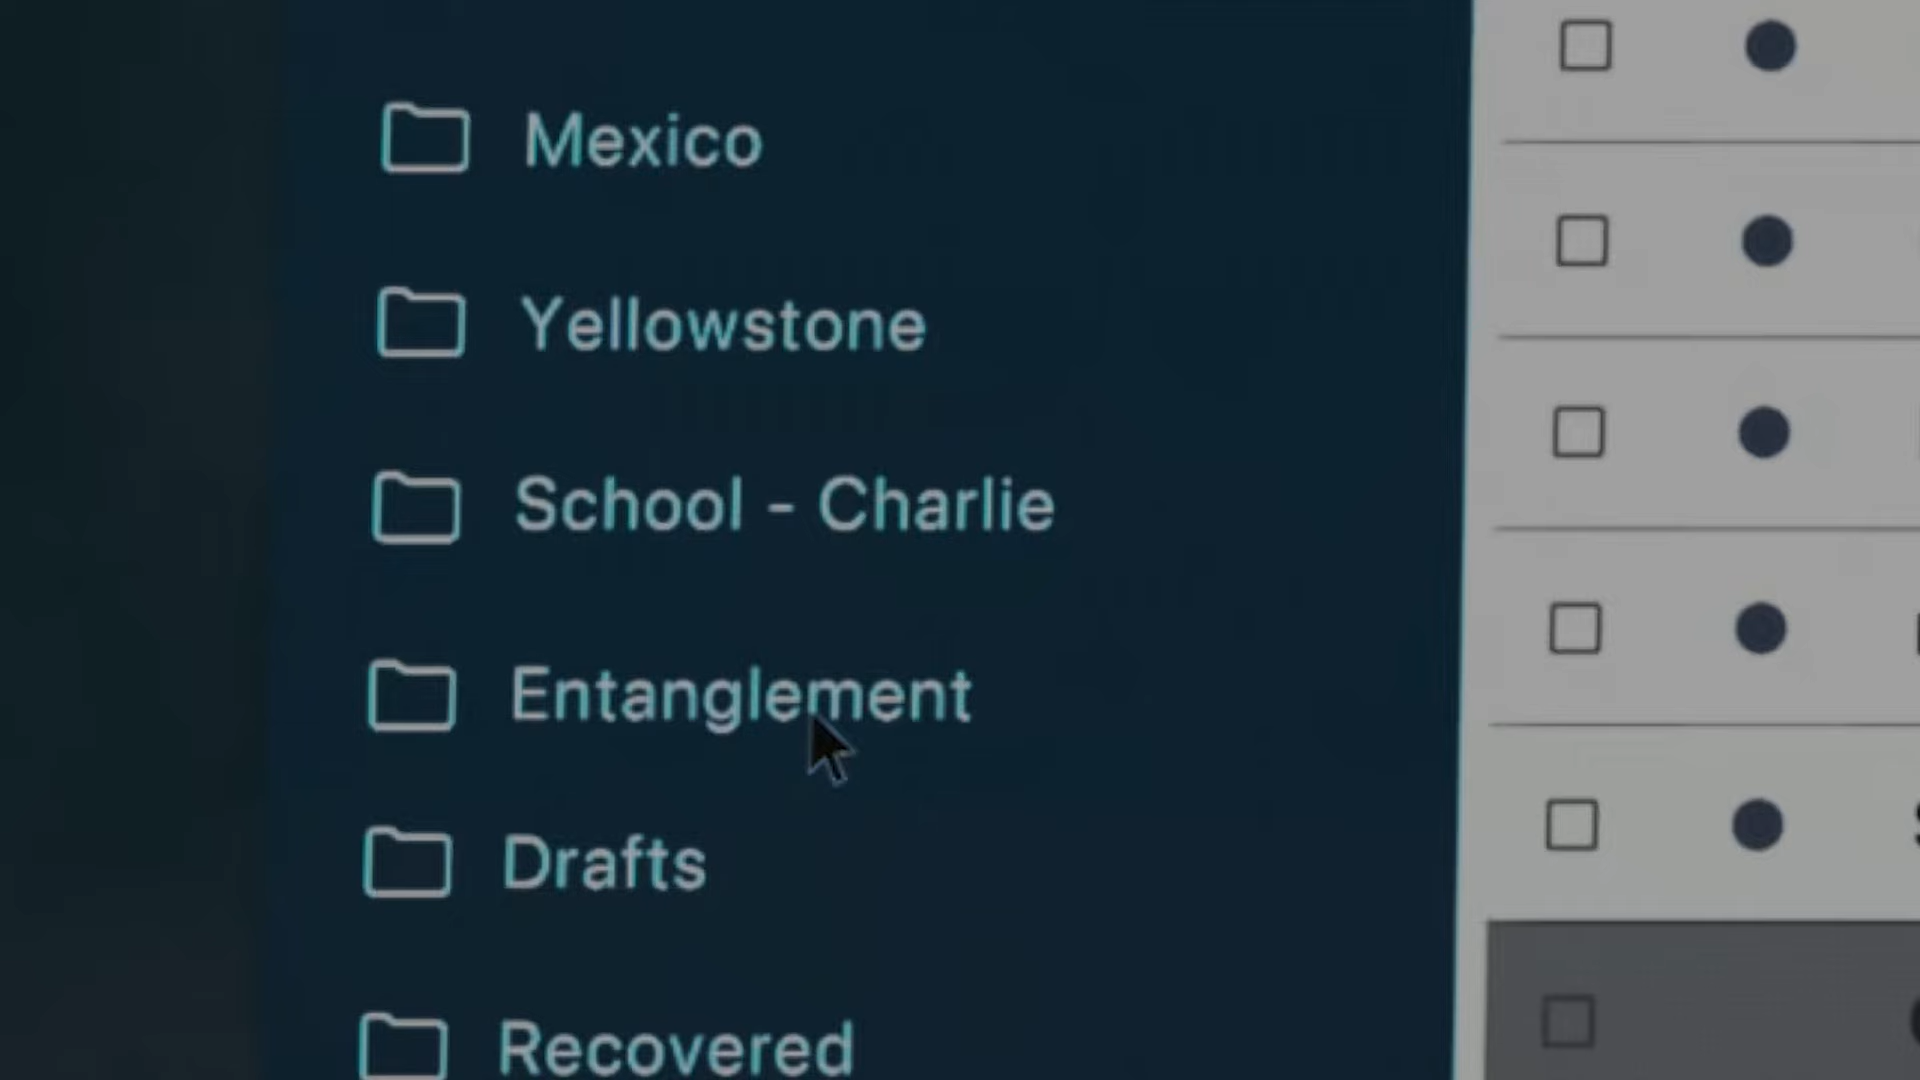 Mexico
Yellowstone
School - Charlie
Entanglement
Drafts
Recovered